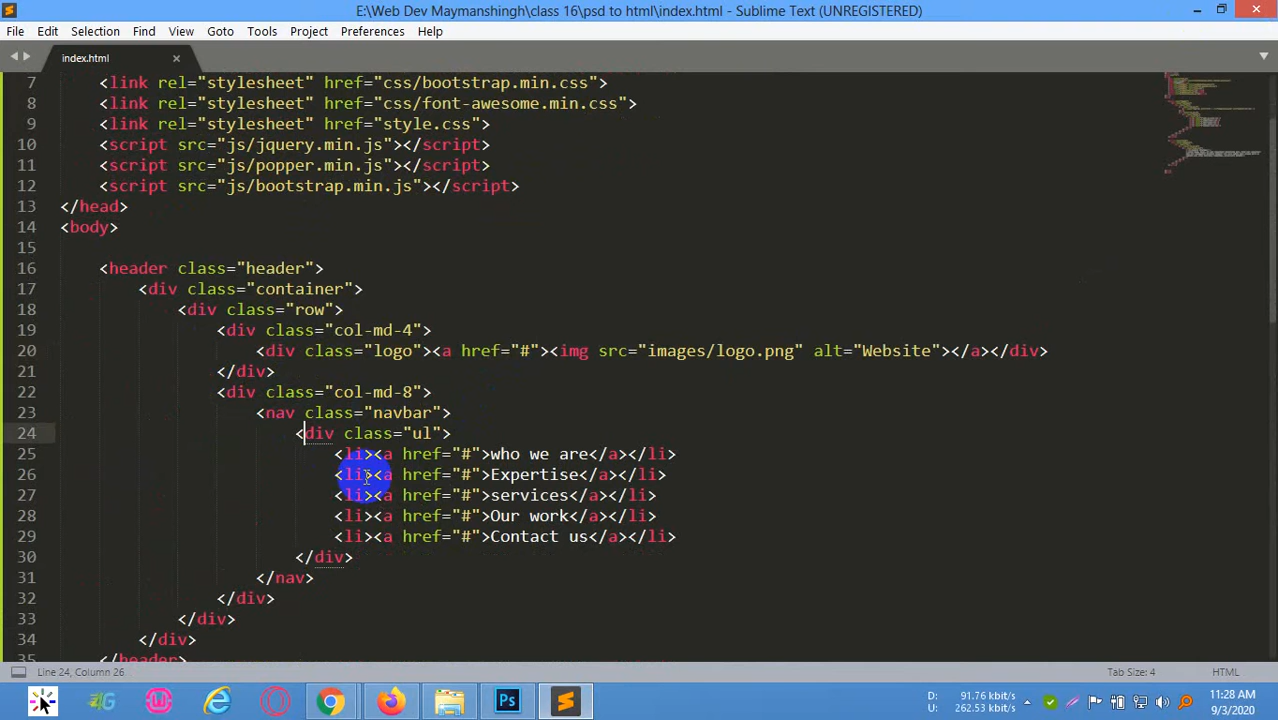 E:\Web Dev Maymanshingh\class 16\psd to html\index.html - Sublime Text (UNREGISTERED)
File Edit Selection Find View Goto Tools Project Preferences Help
index.html
7 <link rel="stylesheet" href="css/bootstrap.min.css">
8 <link rel="stylesheet" href="css/font-awesome.min.css">
9 <link rel="stylesheet" href="style.css">
10 <script src="js/jquery.min.js"></script>
11 <script src="js/popper.min.js"></script>
12 <script src="js/bootstrap.min.js"></script>
13 </head>
14 <body>
15
16 <header class="header">
17 <div class="container">
18 <div class="row">
19 <div class="col-md-4">
20 <div class="logo"><a href="#"><img src="images/logo.png" alt="Website"></a></div>
21 </div>
22 <div class="col-md-8">
23 <nav class="navbar">
24 <div class="ul">
25 <li><a href="#">who we are</a></li>
26 <li><a href="#">Expertise</a></li>
27 <li><a href="#">services</a></li>
28 <li><a href="#">Our work</a></li>
29 <li><a href="#">Contact us</a></li>
30 </div>
31 </nav>
32 </div>
33 </div>
34 </div>
35 </header>
Line 24, Column 26 Tab Size: 4 HTML
D: 91.76 kbit/s
U: 262.53 kbit/s
11:28 AM
9/3/2020